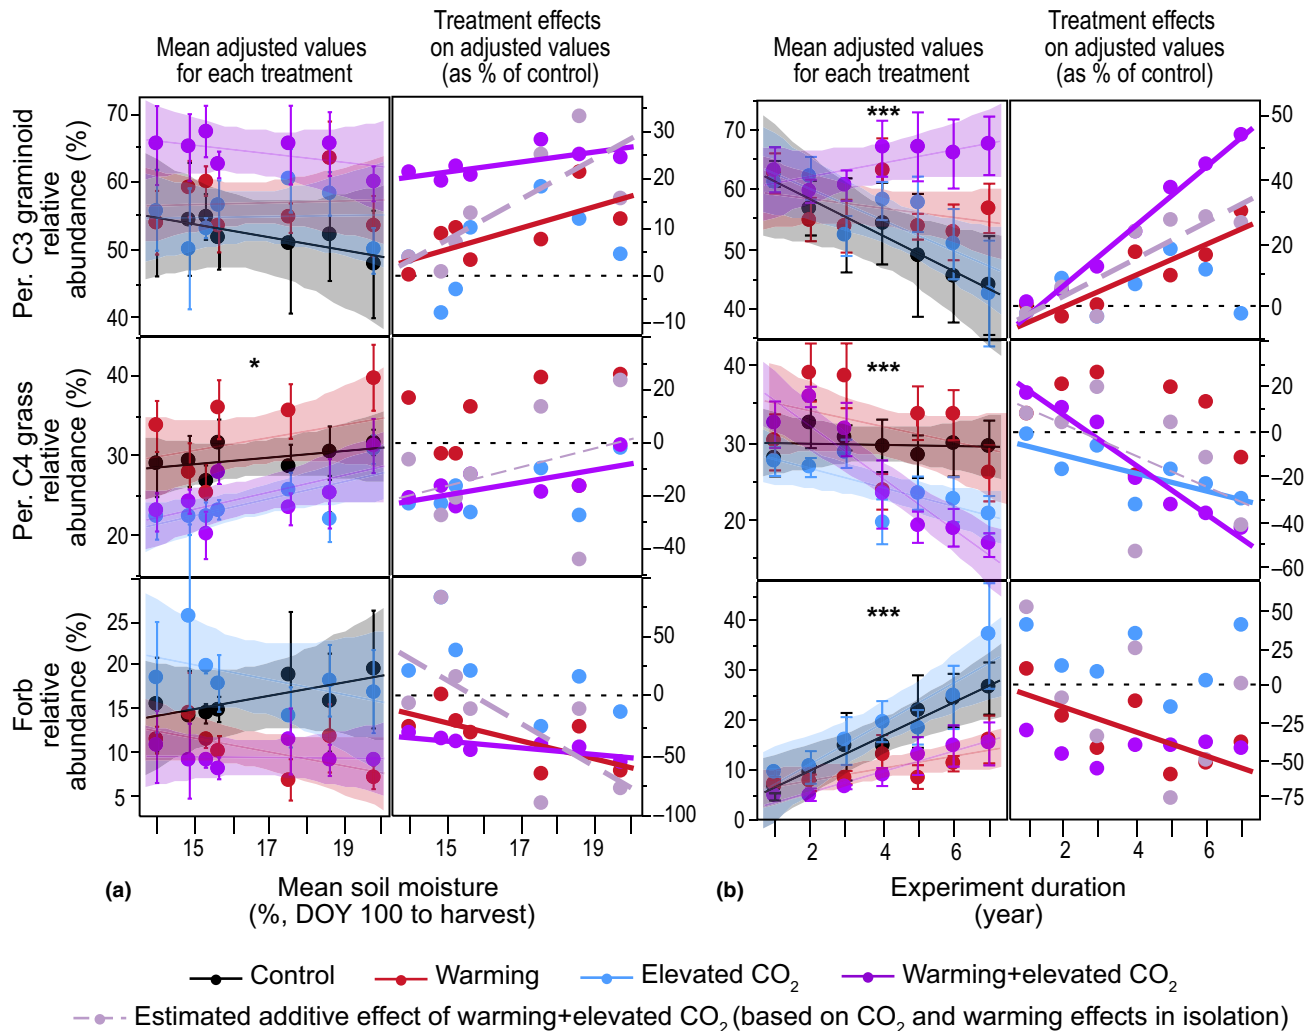 Mean adjusted values
for each treatment
Treatment effects
on adjusted values
(as % of control)
Mean adjusted values
for each treatment
Treatment effects
on adjusted values
(as % of control)
Per. C3 graminoid
relative
abundance (%)
70
60
50
40
30
20
10
0
−10
***
70
60
50
40
50
40
20
0
Per. C4 grass
relative
abundance (%)
*
40
30
20
20
0
−20
−40
***
40
30
20
20
0
−20
−40
−60
Forb
relative
abundance (%)
25
20
15
10
5
50
0
−50
−100
***
40
30
20
10
0
50
25
0
−25
−50
−75
15 17 19
15 17 19
2 4 6
2 4 6
(a) Mean soil moisture
(%, DOY 100 to harvest)
(b) Experiment duration
(year)
Control Warming Elevated CO2 Warming+elevated CO2
Estimated additive effect of warming+elevated CO2 (based on CO2 and warming effects in isolation)